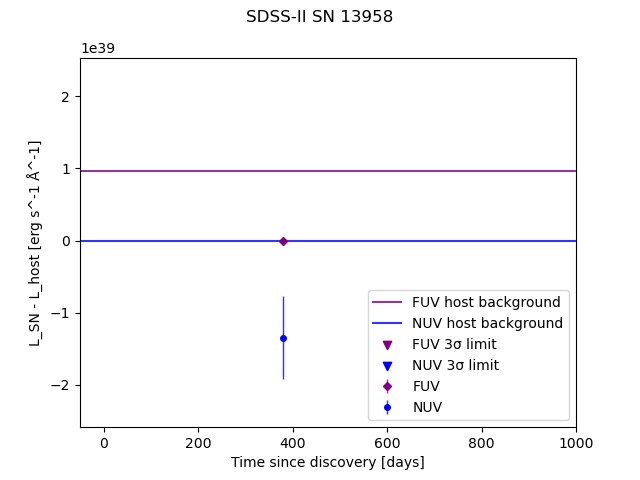 SDSS-II SN 13958
1e39
L_SN - L_host [erg s^-1 Å^-1]
2
1
0
−1
−2
FUV host background
NUV host background
FUV 3σ limit
NUV 3σ limit
FUV
NUV
0 200 400 600 800 1000
Time since discovery [days]